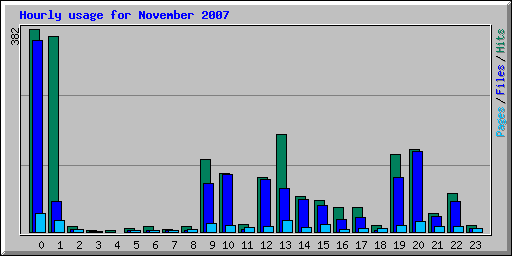 Hourly usage for November 2007
382
Pages/Files/Hits
0 1 2 3 4 5 6 7 8 9 10 11 12 13 14 15 16 17 18 19 20 21 22 23